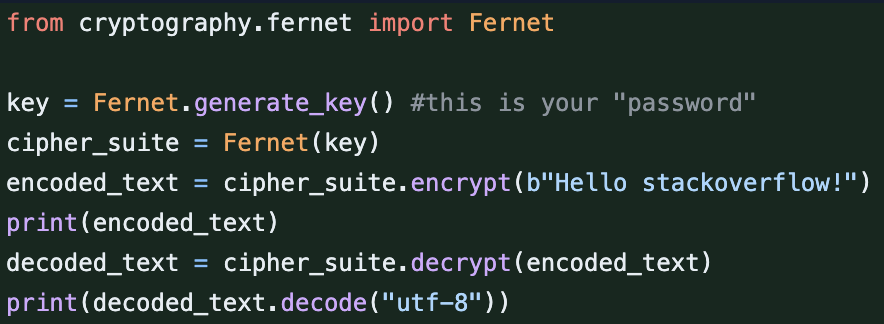 from cryptography.fernet import Fernet
key = Fernet.generate_key() #this is your "password"
cipher_suite = Fernet(key)
encoded_text = cipher_suite.encrypt(b"Hello stackoverflow!")
print(encoded_text)
decoded_text = cipher_suite.decrypt(encoded_text)
print(decoded_text.decode("utf-8"))